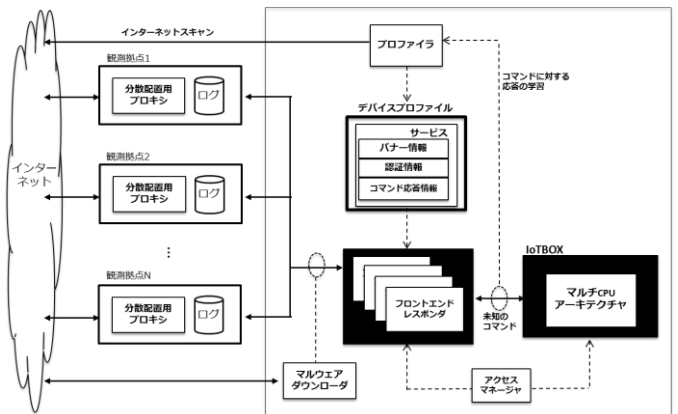 インターネットスキャン
プロファイラ
観測拠点1
分散配置用
プロキシ
ログ
コマンドに対する
応答の学習
デバイスプロファイル
サービス
バナー情報
認証情報
コマンド応答情報
インター
ネット
観測拠点2
分散配置用
プロキシ
ログ
…
観測拠点N
分散配置用
プロキシ
ログ
フロントエンド
レスポンダ
IoTBOX
マルチCPU
アーキテクチャ
未知の
コマンド
マルウェア
ダウンローダ
アクセス
マネージャ